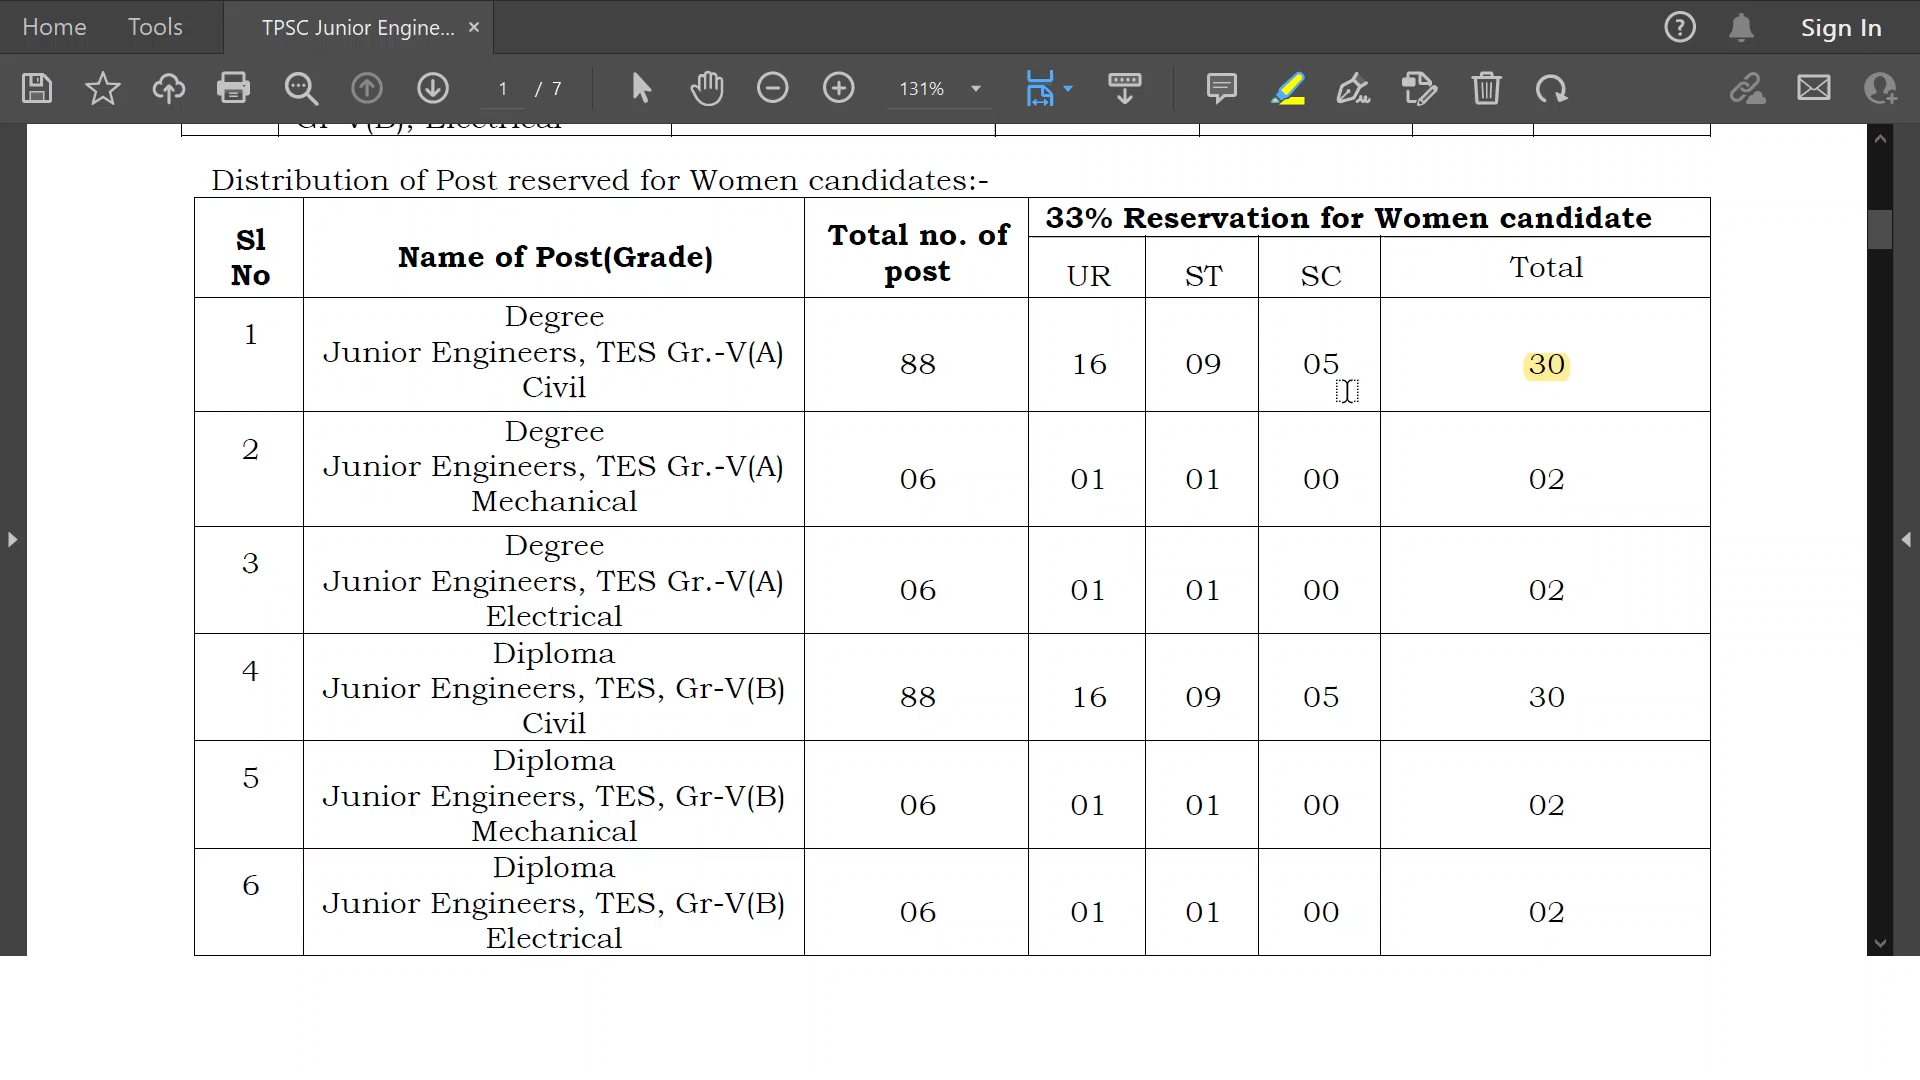 Home Tools TPSC Junior Engine... × Sign In
1 / 7 131%
Gr-V(B), Electrical
Distribution of Post reserved for Women candidates:-
Sl No Name of Post(Grade) Total no. of post 33% Reservation for Women candidate
UR ST SC Total
1 Degree
Junior Engineers, TES Gr.-V(A)
Civil 88 16 09 05 30
2 Degree
Junior Engineers, TES Gr.-V(A)
Mechanical 06 01 01 00 02
3 Degree
Junior Engineers, TES Gr.-V(A)
Electrical 06 01 01 00 02
4 Diploma
Junior Engineers, TES, Gr-V(B)
Civil 88 16 09 05 30
5 Diploma
Junior Engineers, TES, Gr-V(B)
Mechanical 06 01 01 00 02
6 Diploma
Junior Engineers, TES, Gr-V(B)
Electrical 06 01 01 00 02